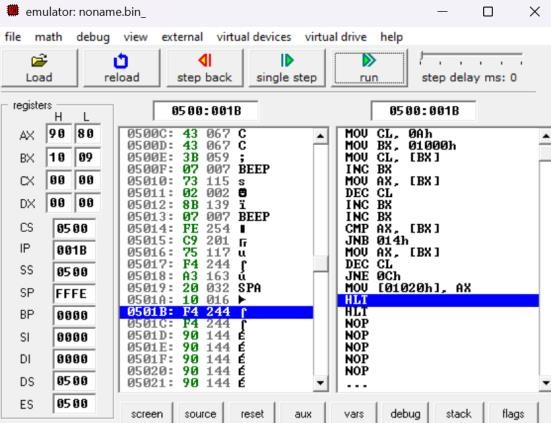 emulator: noname.bin_
file math debug view external virtual devices virtual drive help
Load reload step back single step run step delay ms: 0
registers
H L
0500:001B 0500:001B
AX 90 80
BX 10 09
CX 00 00
DX 00 00
CS 0500
IP 001B
SS 0500
SP FFFE
BP 0000
SI 0000
DI 0000
DS 0500
ES 0500
0500C: 43 067 C
0500D: 43 067 C
0500E: 3B 059 ;
0500F: 07 007 BEEP
05010: 73 115 s
05011: 02 002 ☻
05012: 8B 139 ï
05013: 07 007 BEEP
05014: FE 254 ■
05015: C9 201 ╔
05016: 75 117 u
05017: F4 244 ⌠
05018: A3 163 ú
05019: 20 032 SPA
0501A: 10 016 ►
0501B: F4 244 ⌠
0501C: F4 244 ⌠
0501D: 90 144 É
0501E: 90 144 É
0501F: 90 144 É
05020: 90 144 É
05021: 90 144 É
MOV CL, 0Ah
MOV BX, 01000h
MOV CL, [BX]
INC BX
MOV AX, [BX]
DEC CL
INC BX
INC BX
CMP AX, [BX]
JNB 014h
MOV AX, [BX]
DEC CL
JNE 0Ch
MOV [01020h], AX
HLT
HLT
NOP
NOP
NOP
NOP
NOP
...
screen source reset aux vars debug stack flags